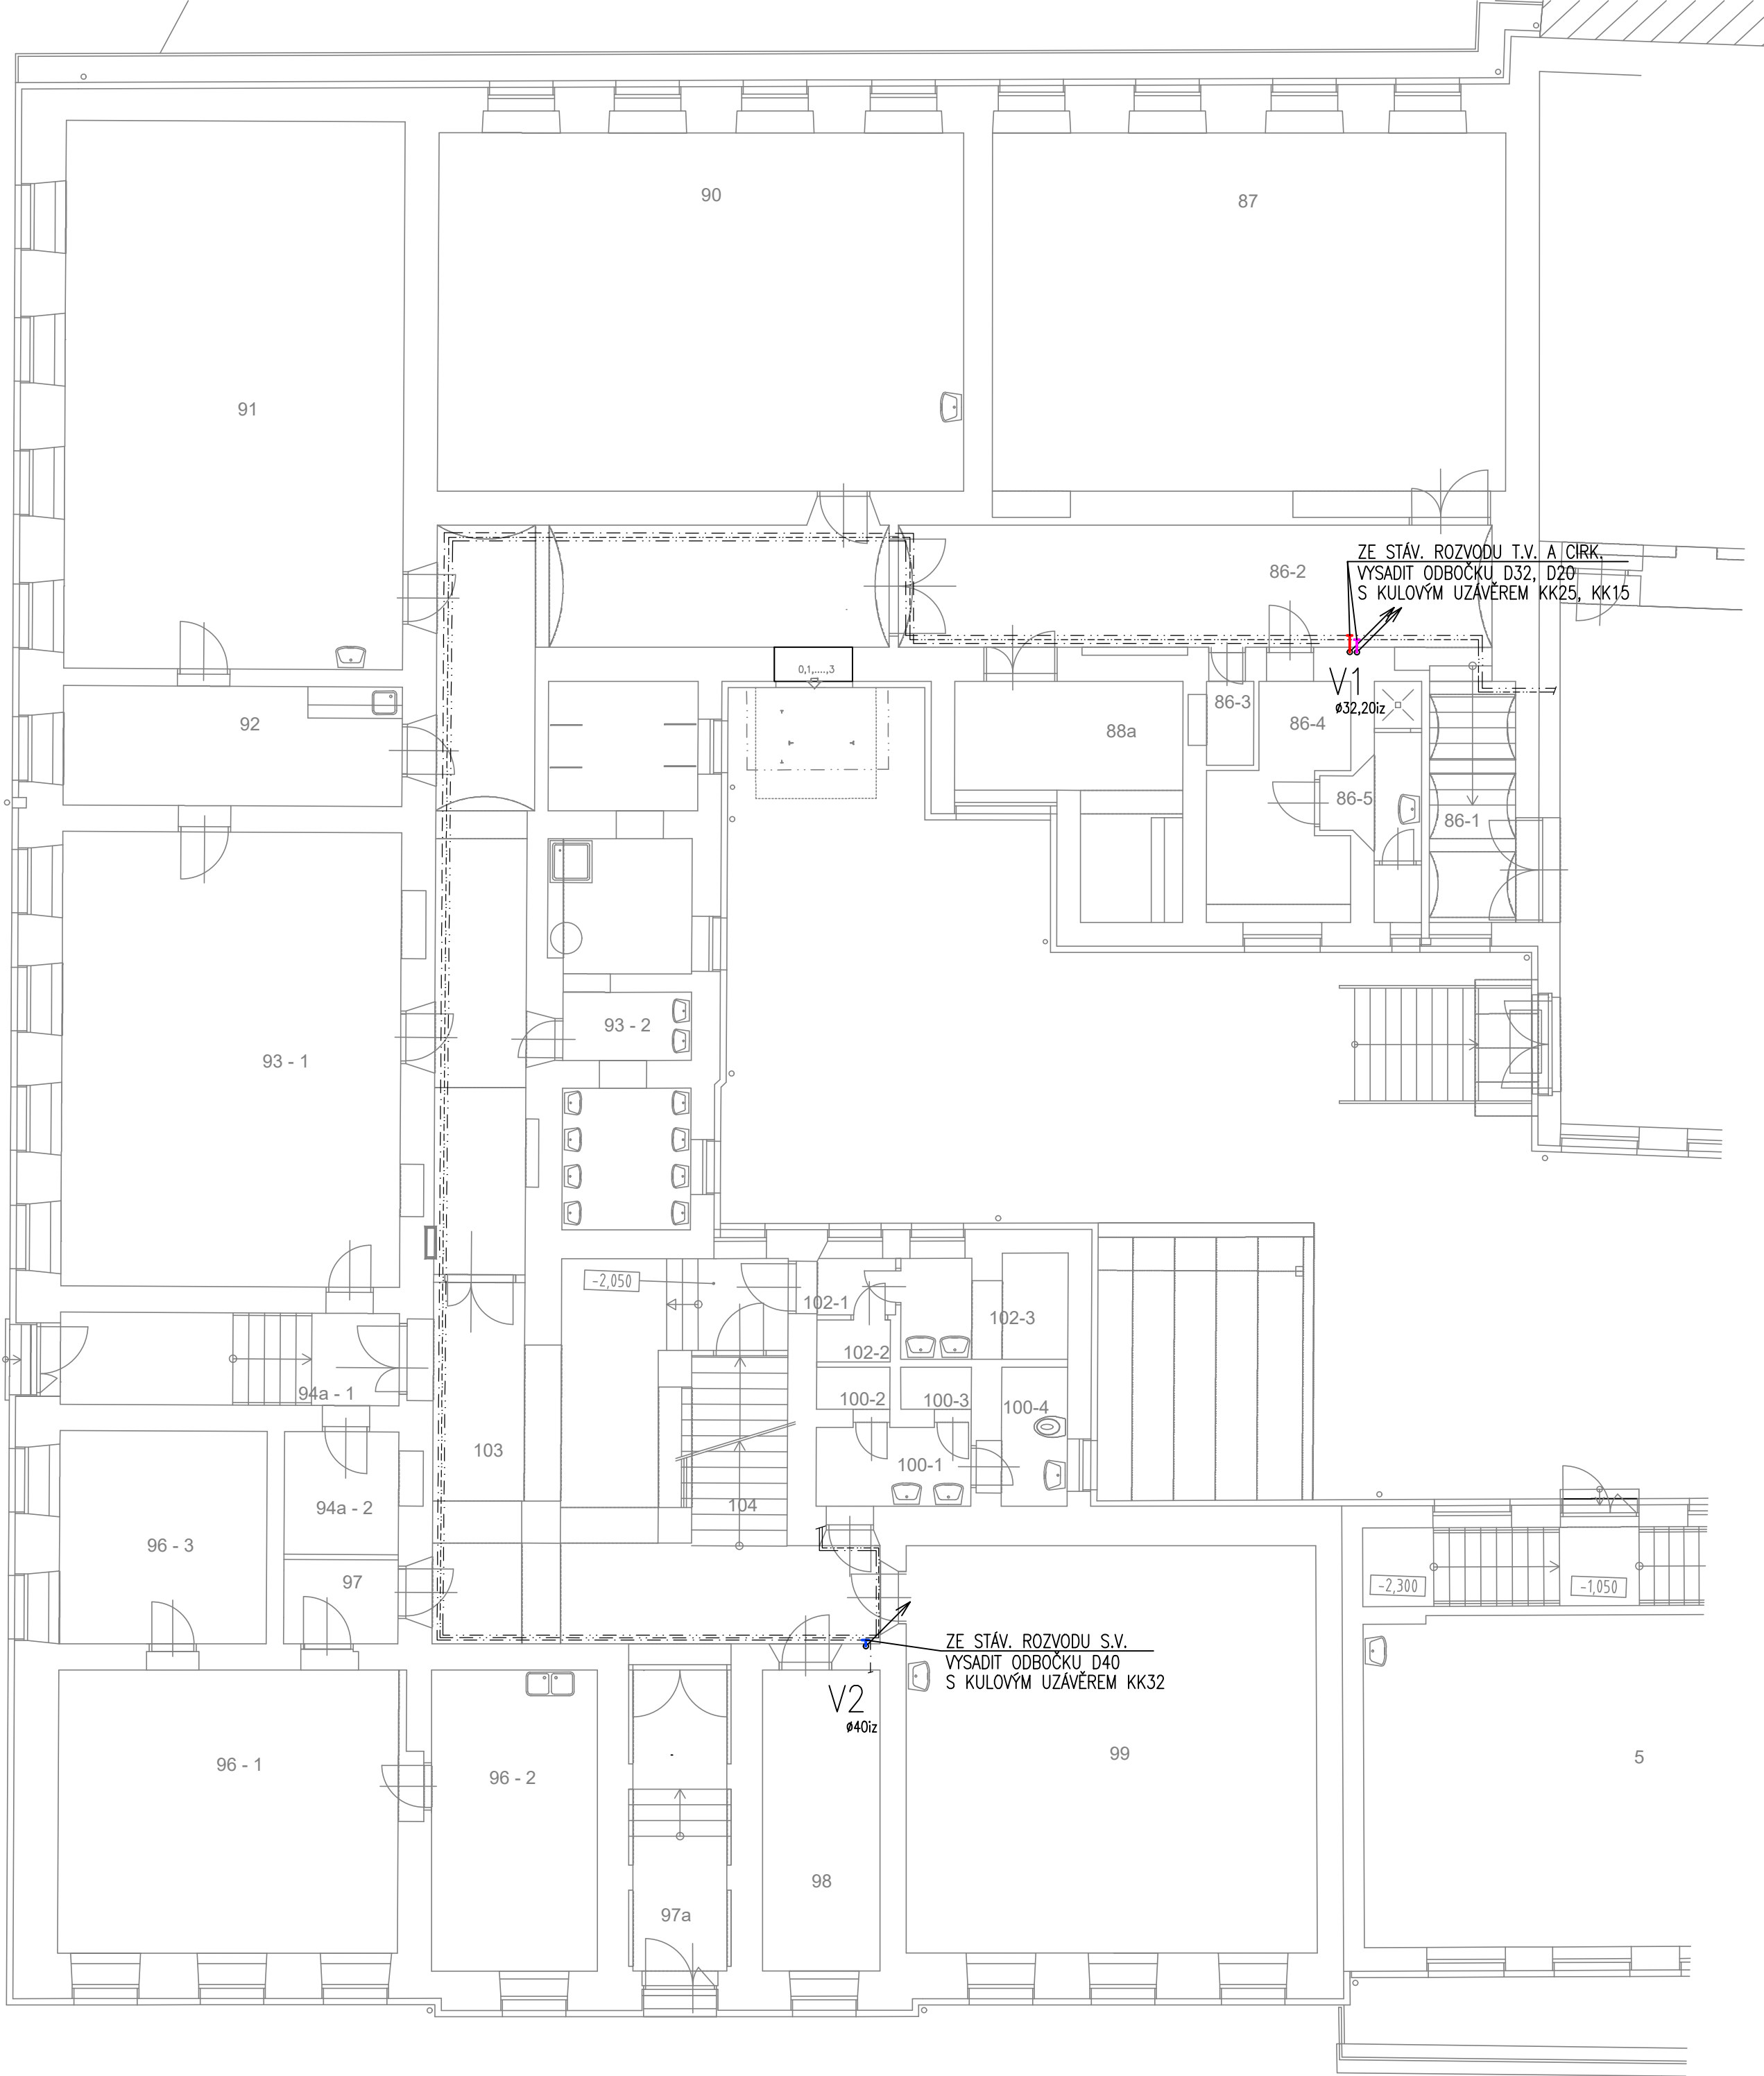 90
87
91
ZE STÁV. ROZVODU T.V. A CIRK.
VYSADIT ODBOČKU D32, D20
S KULOVÝM UZÁVĚREM KK25, KK15
86-2
0,1,....,3
V1
ø32,20iz
86-3
86-4
92
88a
86-5
86-1
93 - 2
93 - 1
-2,050
102-1
102-3
102-2
94a - 1
100-2
100-3
100-4
103
100-1
104
94a - 2
96 - 3
97
-2,300
-1,050
ZE STÁV. ROZVODU S.V.
VYSADIT ODBOČKU D40
S KULOVÝM UZÁVĚREM KK32
V2
ø40iz
96 - 1
96 - 2
99
5
98
97a